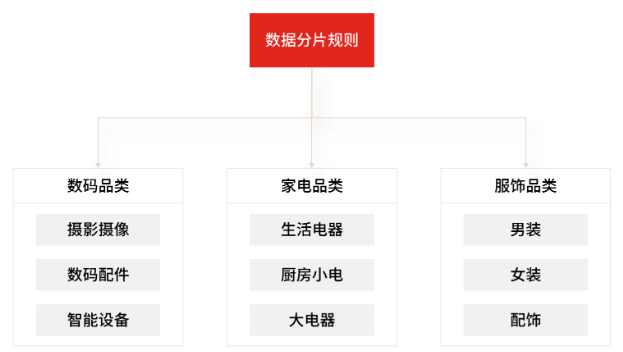 数据分片规则
数码品类
摄影摄像
数码配件
智能设备
家电品类
生活电器
厨房小电
大电器
服饰品类
男装
女装
配饰